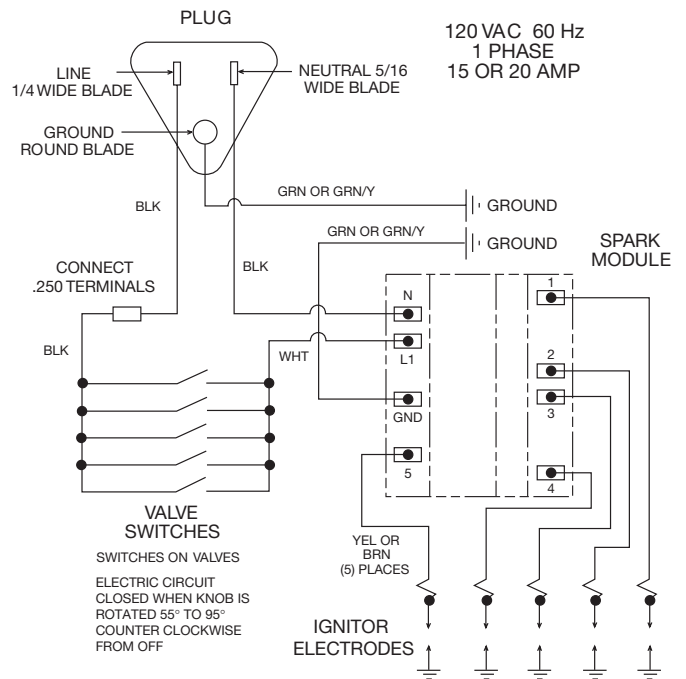 PLUG
120 VAC 60 Hz
1 PHASE
15 OR 20 AMP
LINE
1/4 WIDE BLADE
NEUTRAL 5/16
WIDE BLADE
GROUND
ROUND BLADE
BLK
GRN OR GRN/Y
GROUND
GRN OR GRN/Y
GROUND
SPARK
MODULE
CONNECT
.250 TERMINALS
BLK
N
1
BLK
WHT
L1
2
GND
3
5
4
VALVE
SWITCHES
SWITCHES ON VALVES
ELECTRIC CIRCUIT
CLOSED WHEN KNOB IS
ROTATED 55° TO 95°
COUNTER CLOCKWISE
FROM OFF
YEL OR
BRN
(5) PLACES
IGNITOR
ELECTRODES